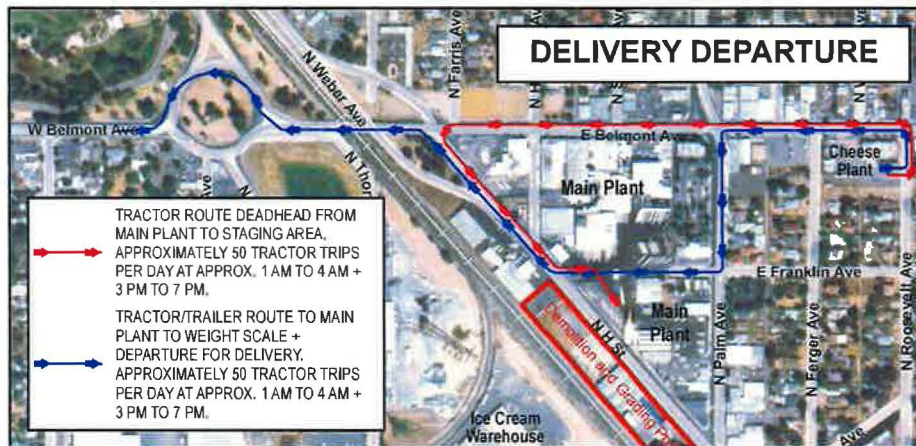 DELIVERY DEPARTURE
N Weber Ave
N Farris Ave
W Belmont Ave
E Belmont Ave
Cheese
Plant
Main Plant
TRACTOR ROUTE DEADHEAD FROM
MAIN PLANT TO STAGING AREA,
APPROXIMATELY 50 TRACTOR TRIPS
PER DAY AT APPROX. 1 AM TO 4 AM +
3 PM TO 7 PM.
TRACTOR/TRAILER ROUTE TO MAIN
PLANT TO WEIGHT SCALE +
DEPARTURE FOR DELIVERY.
APPROXIMATELY 50 TRACTOR TRIPS
PER DAY AT APPROX. 1 AM TO 4 AM +
3 PM TO 7 PM.
E Franklin Ave
Main
Plant
N H St
Demolition and Grading
N Palm Ave
N Ferger Ave
N Roosevelt Ave
Ice Cream
Warehouse
Ave